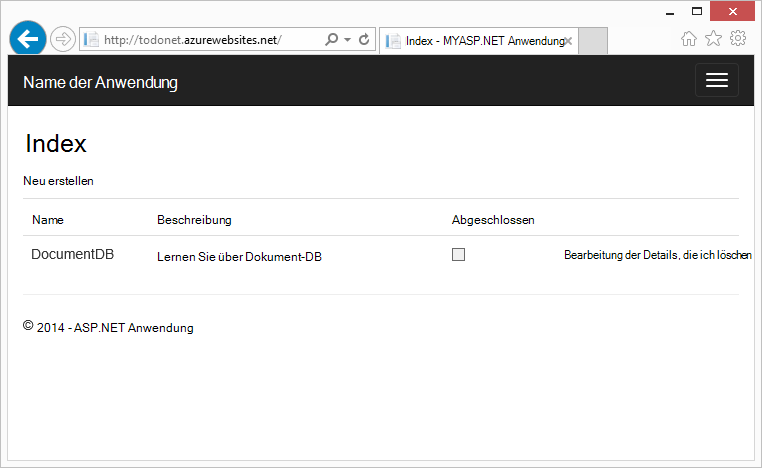 http://todonet.azurewebsites.net/
Index - MYASP.NET Anwendung
Name der Anwendung
Index
Neu erstellen
Name Beschreibung Abgeschlossen
DocumentDB Lernen Sie über Dokument-DB Bearbeitung der Details, die ich löschen
© 2014 - ASP.NET Anwendung